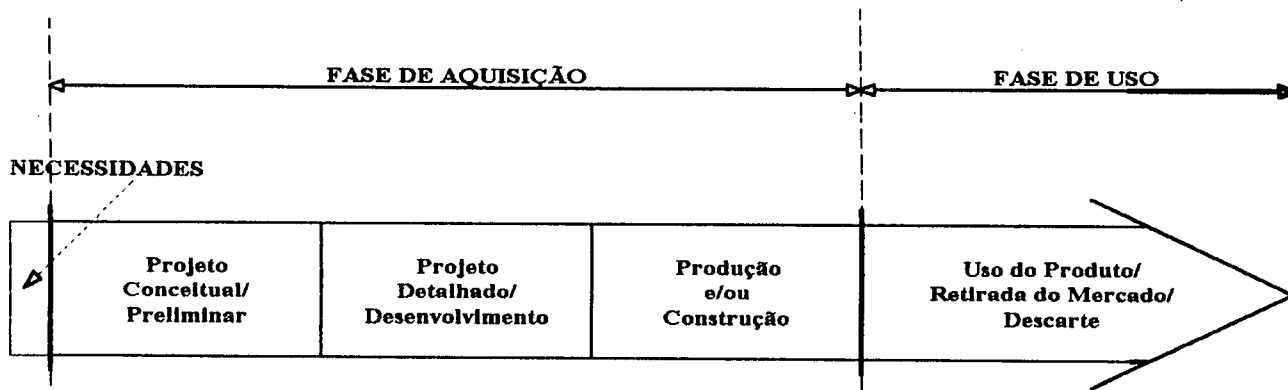 FASE DE AQUISIÇÃO
FASE DE USO
NECESSIDADES
Projeto
Conceitual/
Preliminar
Projeto
Detalhado/
Desenvolvimento
Produção
e/ou
Construção
Uso do Produto/
Retirada do Mercado/
Descarte